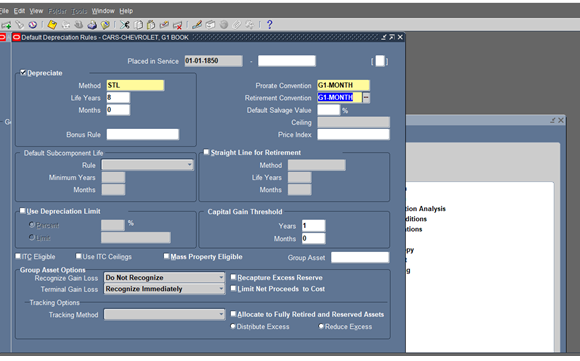 File Edit View Folder Tools Window Help
Default Depreciation Rules - CARS-CHEVROLET, G1 BOOK
Placed in Service 01-01-1850 - [ ]
Depreciate
Method STL
Life Years 8
Months 0
Bonus Rule
Prorate Convention G1-MONTH
Retirement Convention G1-MONTH
Default Salvage Value %
Ceiling
Price Index
Default Subcomponent Life
Rule
Minimum Years
Months
Straight Line for Retirement
Method
Life Years
Months
Use Depreciation Limit
Percent %
Limit
Capital Gain Threshold
Years 1
Months 0
ITC Eligible Use ITC Ceilings Mass Property Eligible Group Asset
Group Asset Options
Recognize Gain Loss Do Not Recognize Recapture Excess Reserve
Terminal Gain Loss Recognize Immediately Limit Net Proceeds to Cost
Tracking Options
Tracking Method Allocate to Fully Retired and Reserved Assets
Distribute Excess Reduce Excess
tion Analysis
ditions
ations
py